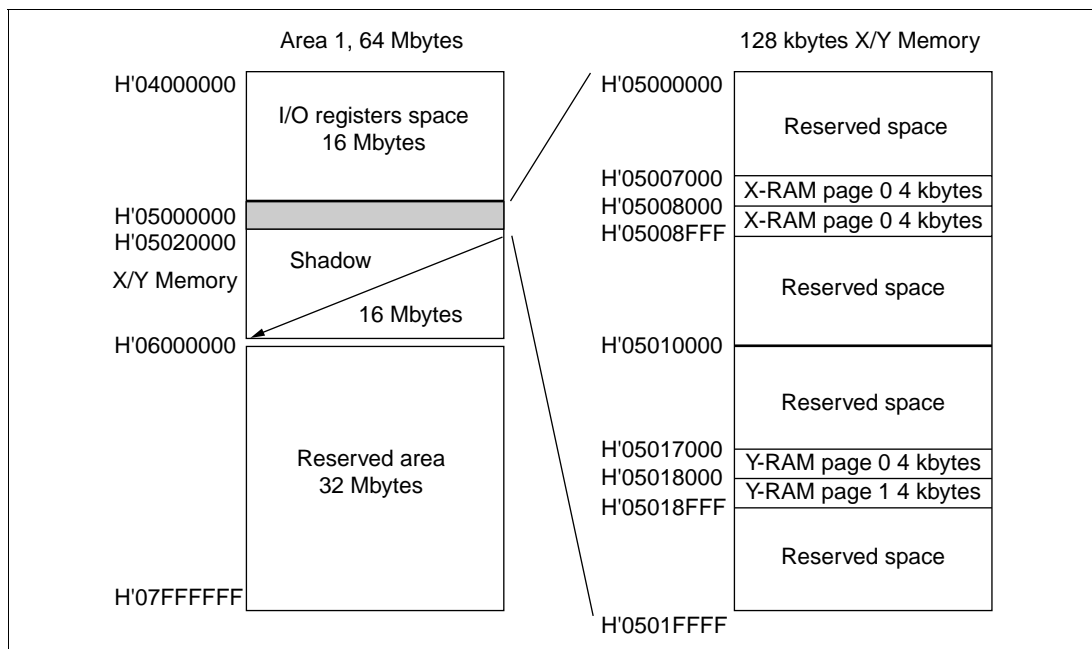 Area 1, 64 Mbytes
H'04000000
I/O registers space
16 Mbytes
H'05000000
H'05020000
X/Y Memory
Shadow
16 Mbytes
H'06000000
Reserved area
32 Mbytes
H'07FFFFFF
128 kbytes X/Y Memory
H'05000000
Reserved space
H'05007000
X-RAM page 0 4 kbytes
H'05008000
X-RAM page 0 4 kbytes
H'05008FFF
Reserved space
H'05010000
Reserved space
H'05017000
Y-RAM page 0 4 kbytes
H'05018000
Y-RAM page 1 4 kbytes
H'05018FFF
Reserved space
H'0501FFFF